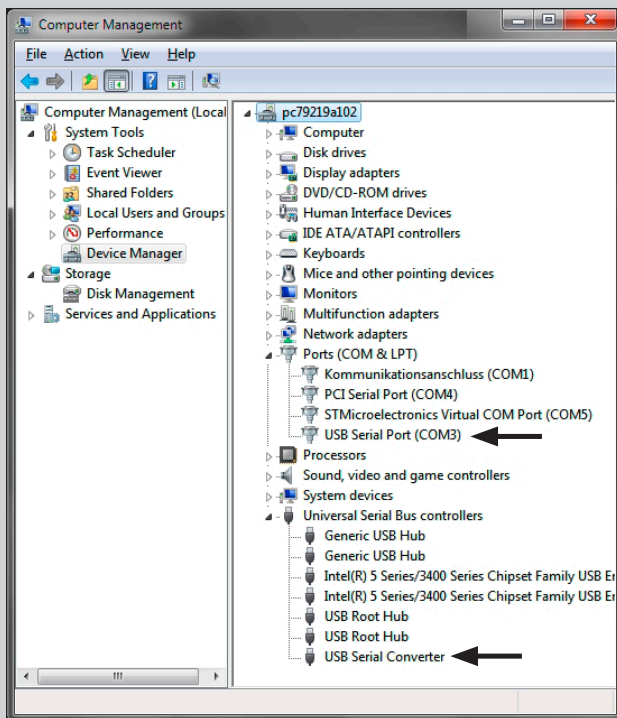 Computer Management
File Action View Help
Computer Management (Local
System Tools
Task Scheduler
Event Viewer
Shared Folders
Local Users and Groups
Performance
Device Manager
Storage
Disk Management
Services and Applications
pc79219a102
Computer
Disk drives
Display adapters
DVD/CD-ROM drives
Human Interface Devices
IDE ATA/ATAPI controllers
Keyboards
Mice and other pointing devices
Monitors
Multifunction adapters
Network adapters
Ports (COM & LPT)
Kommunikationsanschluss (COM1)
PCI Serial Port (COM4)
STMicroelectronics Virtual COM Port (COM5)
USB Serial Port (COM3)
Processors
Sound, video and game controllers
System devices
Universal Serial Bus controllers
Generic USB Hub
Generic USB Hub
Intel(R) 5 Series/3400 Series Chipset Family USB E
Intel(R) 5 Series/3400 Series Chipset Family USB E
USB Root Hub
USB Root Hub
USB Serial Converter